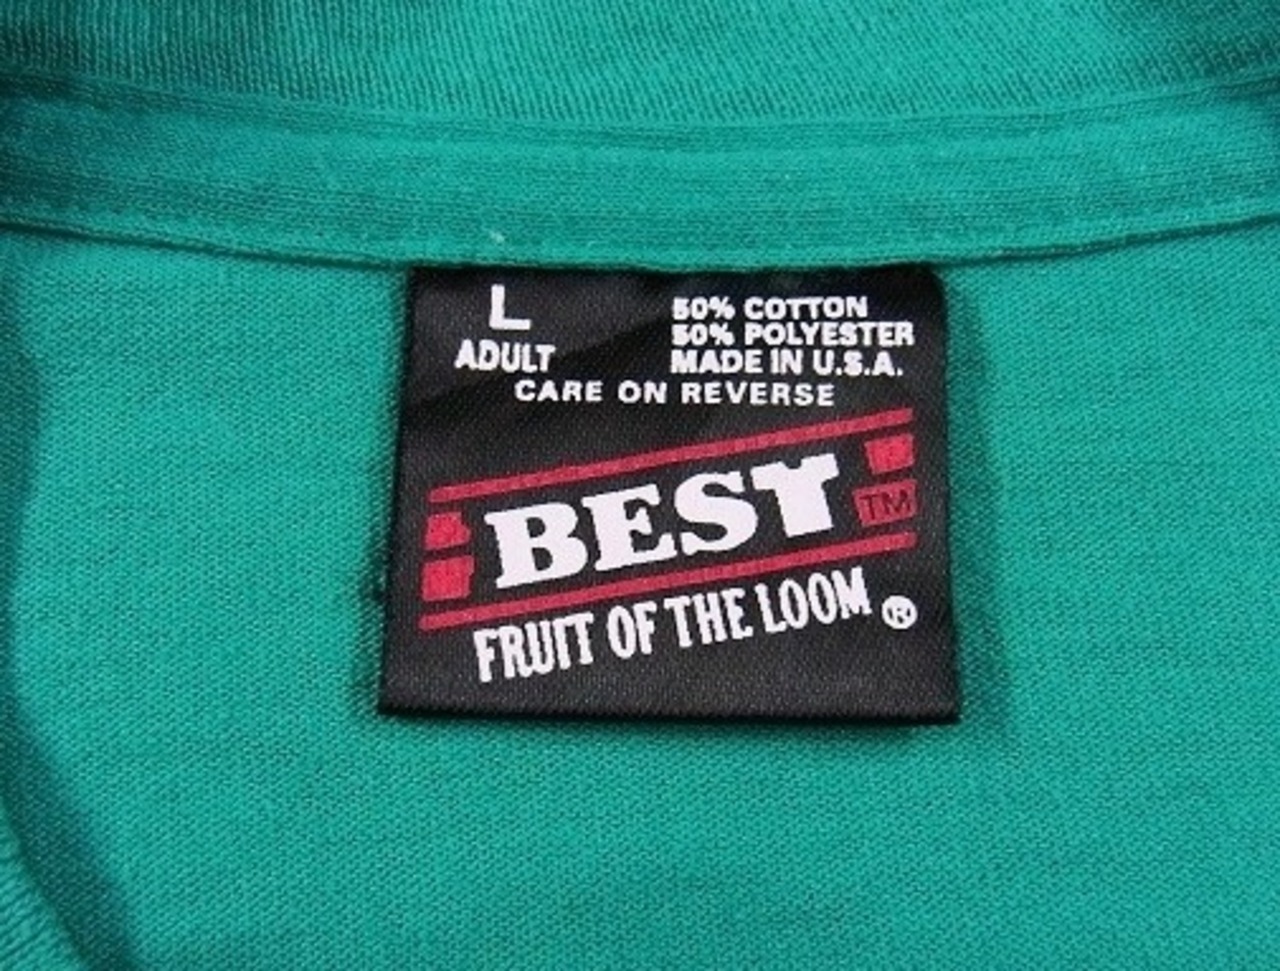 L
ADULT
50% COTTON
50% POLYESTER
MADE IN U.S.A.
CARE ON REVERSE
BEST TM
FRUIT OF THE LOOM ®